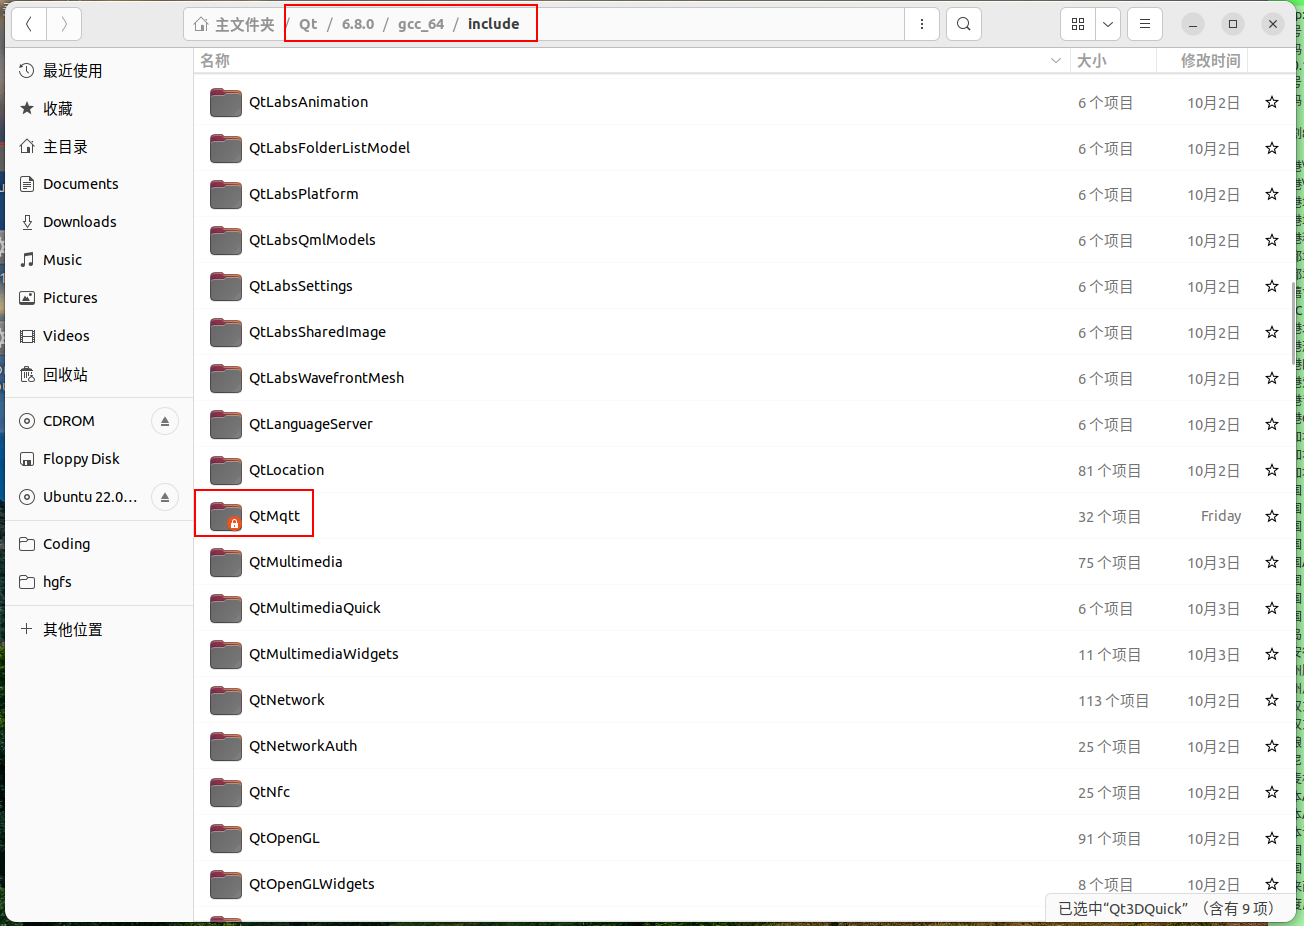 主文件夹 / Qt / 6.8.0 / gcc_64 / include
名称 大小 修改时间
最近使用
收藏
主目录
Documents
Downloads
Music
Pictures
Videos
回收站
CDROM
Floppy Disk
Ubuntu 22.0...
Coding
hgfs
其他位置
QtLabsAnimation 6 个项目 10月2日
QtLabsFolderListModel 6 个项目 10月2日
QtLabsPlatform 6 个项目 10月2日
QtLabsQmlModels 6 个项目 10月2日
QtLabsSettings 6 个项目 10月2日
QtLabsSharedImage 6 个项目 10月2日
QtLabsWavefrontMesh 6 个项目 10月2日
QtLanguageServer 6 个项目 10月2日
QtLocation 81 个项目 10月2日
QtMqtt 32 个项目 Friday
QtMultimedia 75 个项目 10月3日
QtMultimediaQuick 6 个项目 10月3日
QtMultimediaWidgets 11 个项目 10月3日
QtNetwork 113 个项目 10月2日
QtNetworkAuth 25 个项目 10月2日
QtNfc 25 个项目 10月2日
QtOpenGL 91 个项目 10月2日
QtOpenGLWidgets 8 个项目 10月2日
已选中“Qt3DQuick” （含有 9 项）